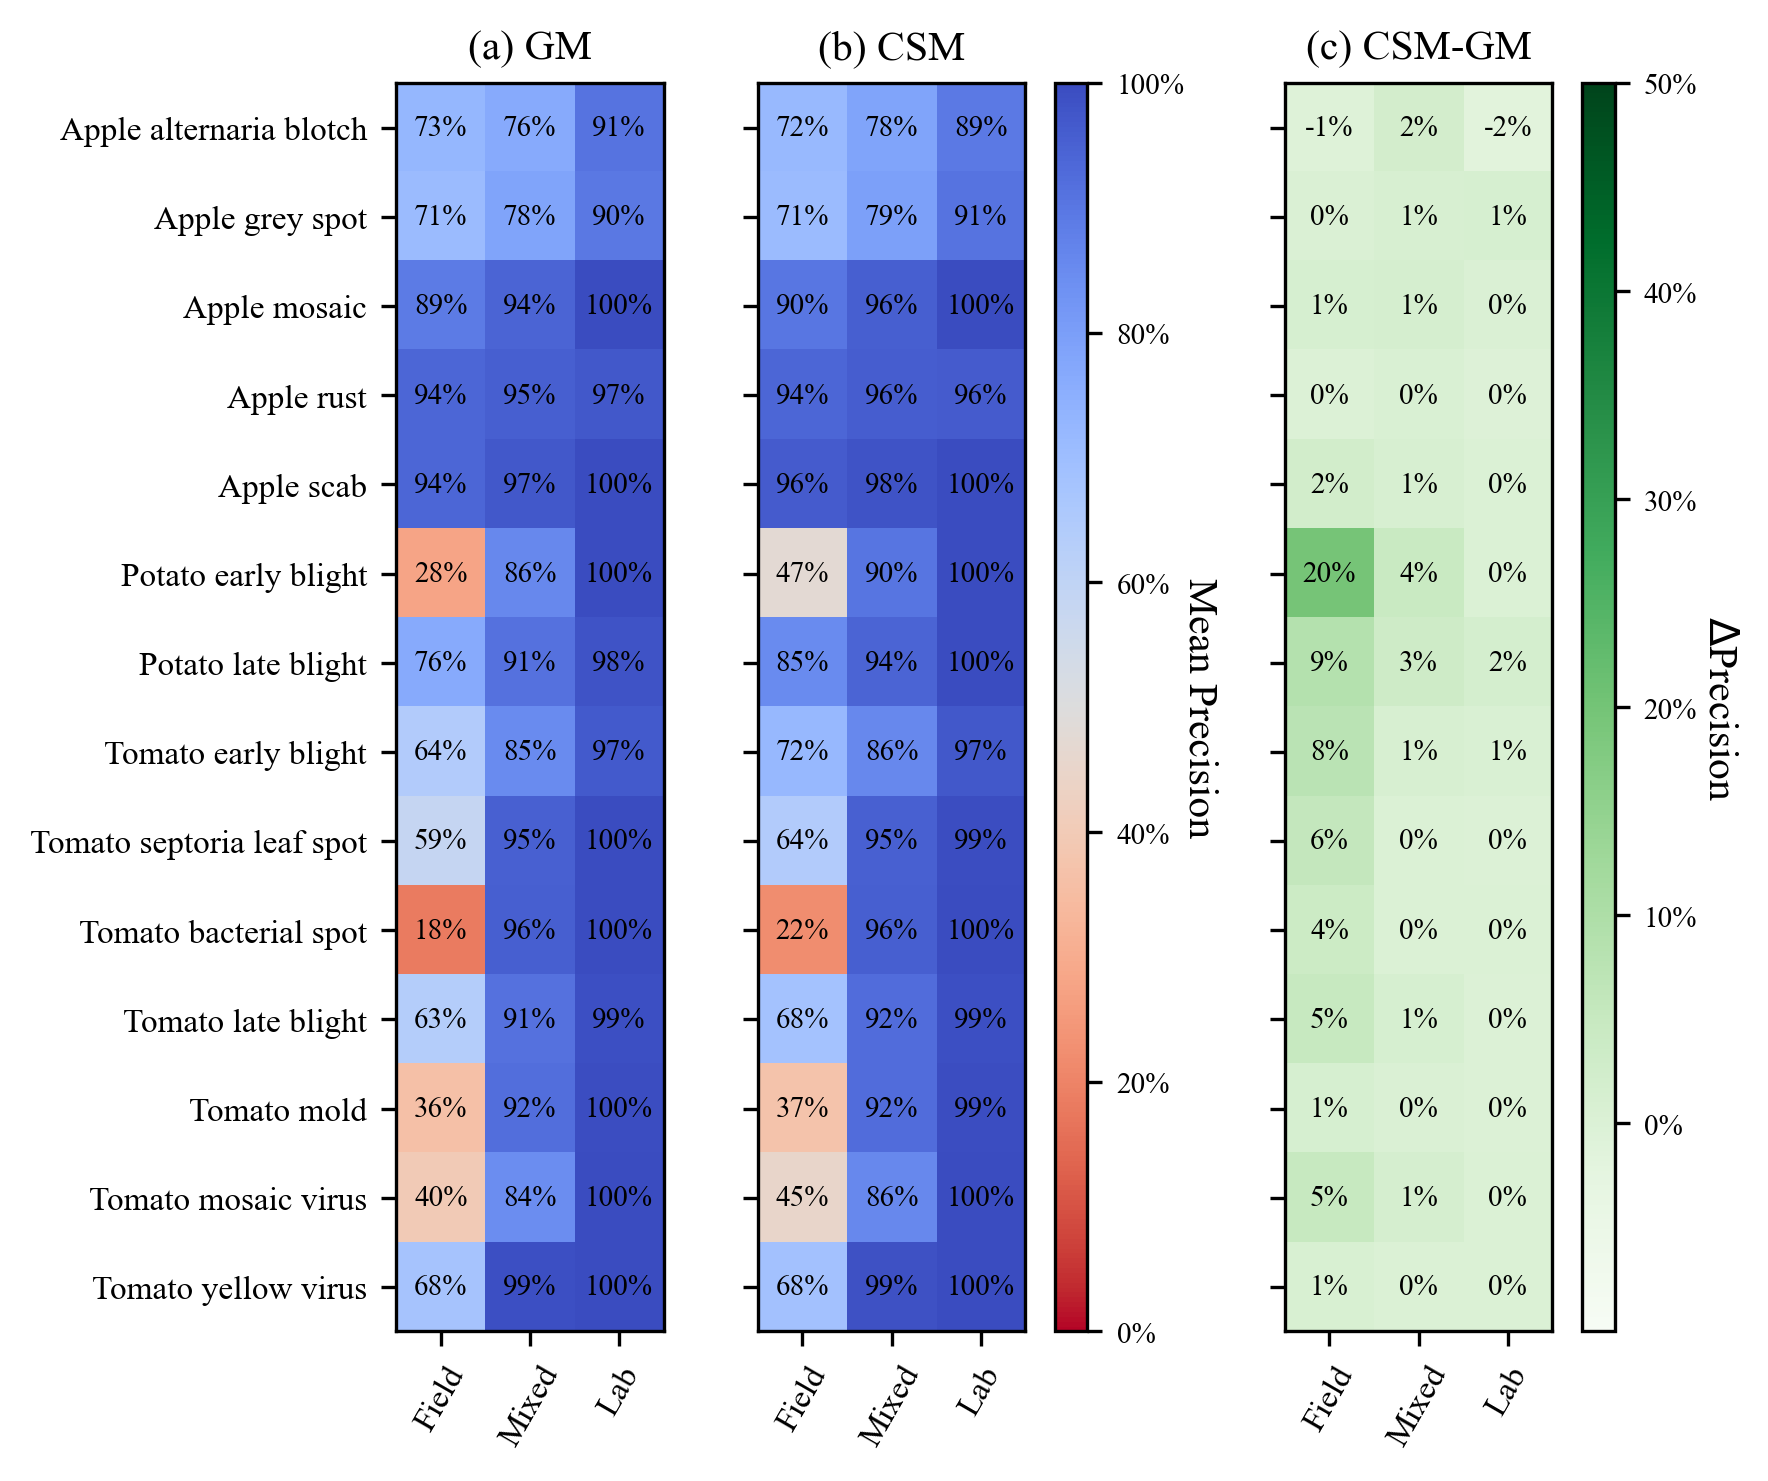 (a) GM (b) CSM (c) CSM-GM
Apple alternaria blotch 73% 76% 91% 72% 78% 89% -1% 2% -2%
Apple grey spot 71% 78% 90% 71% 79% 91% 0% 1% 1%
Apple mosaic 89% 94% 100% 90% 96% 100% 1% 1% 0%
Apple rust 94% 95% 97% 94% 96% 96% 0% 0% 0%
Apple scab 94% 97% 100% 96% 98% 100% 2% 1% 0%
Potato early blight 28% 86% 100% 47% 90% 100% 20% 4% 0%
Potato late blight 76% 91% 98% 85% 94% 100% 9% 3% 2%
Tomato early blight 64% 85% 97% 72% 86% 97% 8% 1% 1%
Tomato septoria leaf spot 59% 95% 100% 64% 95% 99% 6% 0% 0%
Tomato bacterial spot 18% 96% 100% 22% 96% 100% 4% 0% 0%
Tomato late blight 63% 91% 99% 68% 92% 99% 5% 1% 0%
Tomato mold 36% 92% 100% 37% 92% 99% 1% 0% 0%
Tomato mosaic virus 40% 84% 100% 45% 86% 100% 5% 1% 0%
Tomato yellow virus 68% 99% 100% 68% 99% 100% 1% 0% 0%
Field Mixed Lab Field Mixed Lab Field Mixed Lab
100%
80%
60%
40%
20%
0%
Mean Precision
50%
40%
30%
20%
10%
0%
ΔPrecision